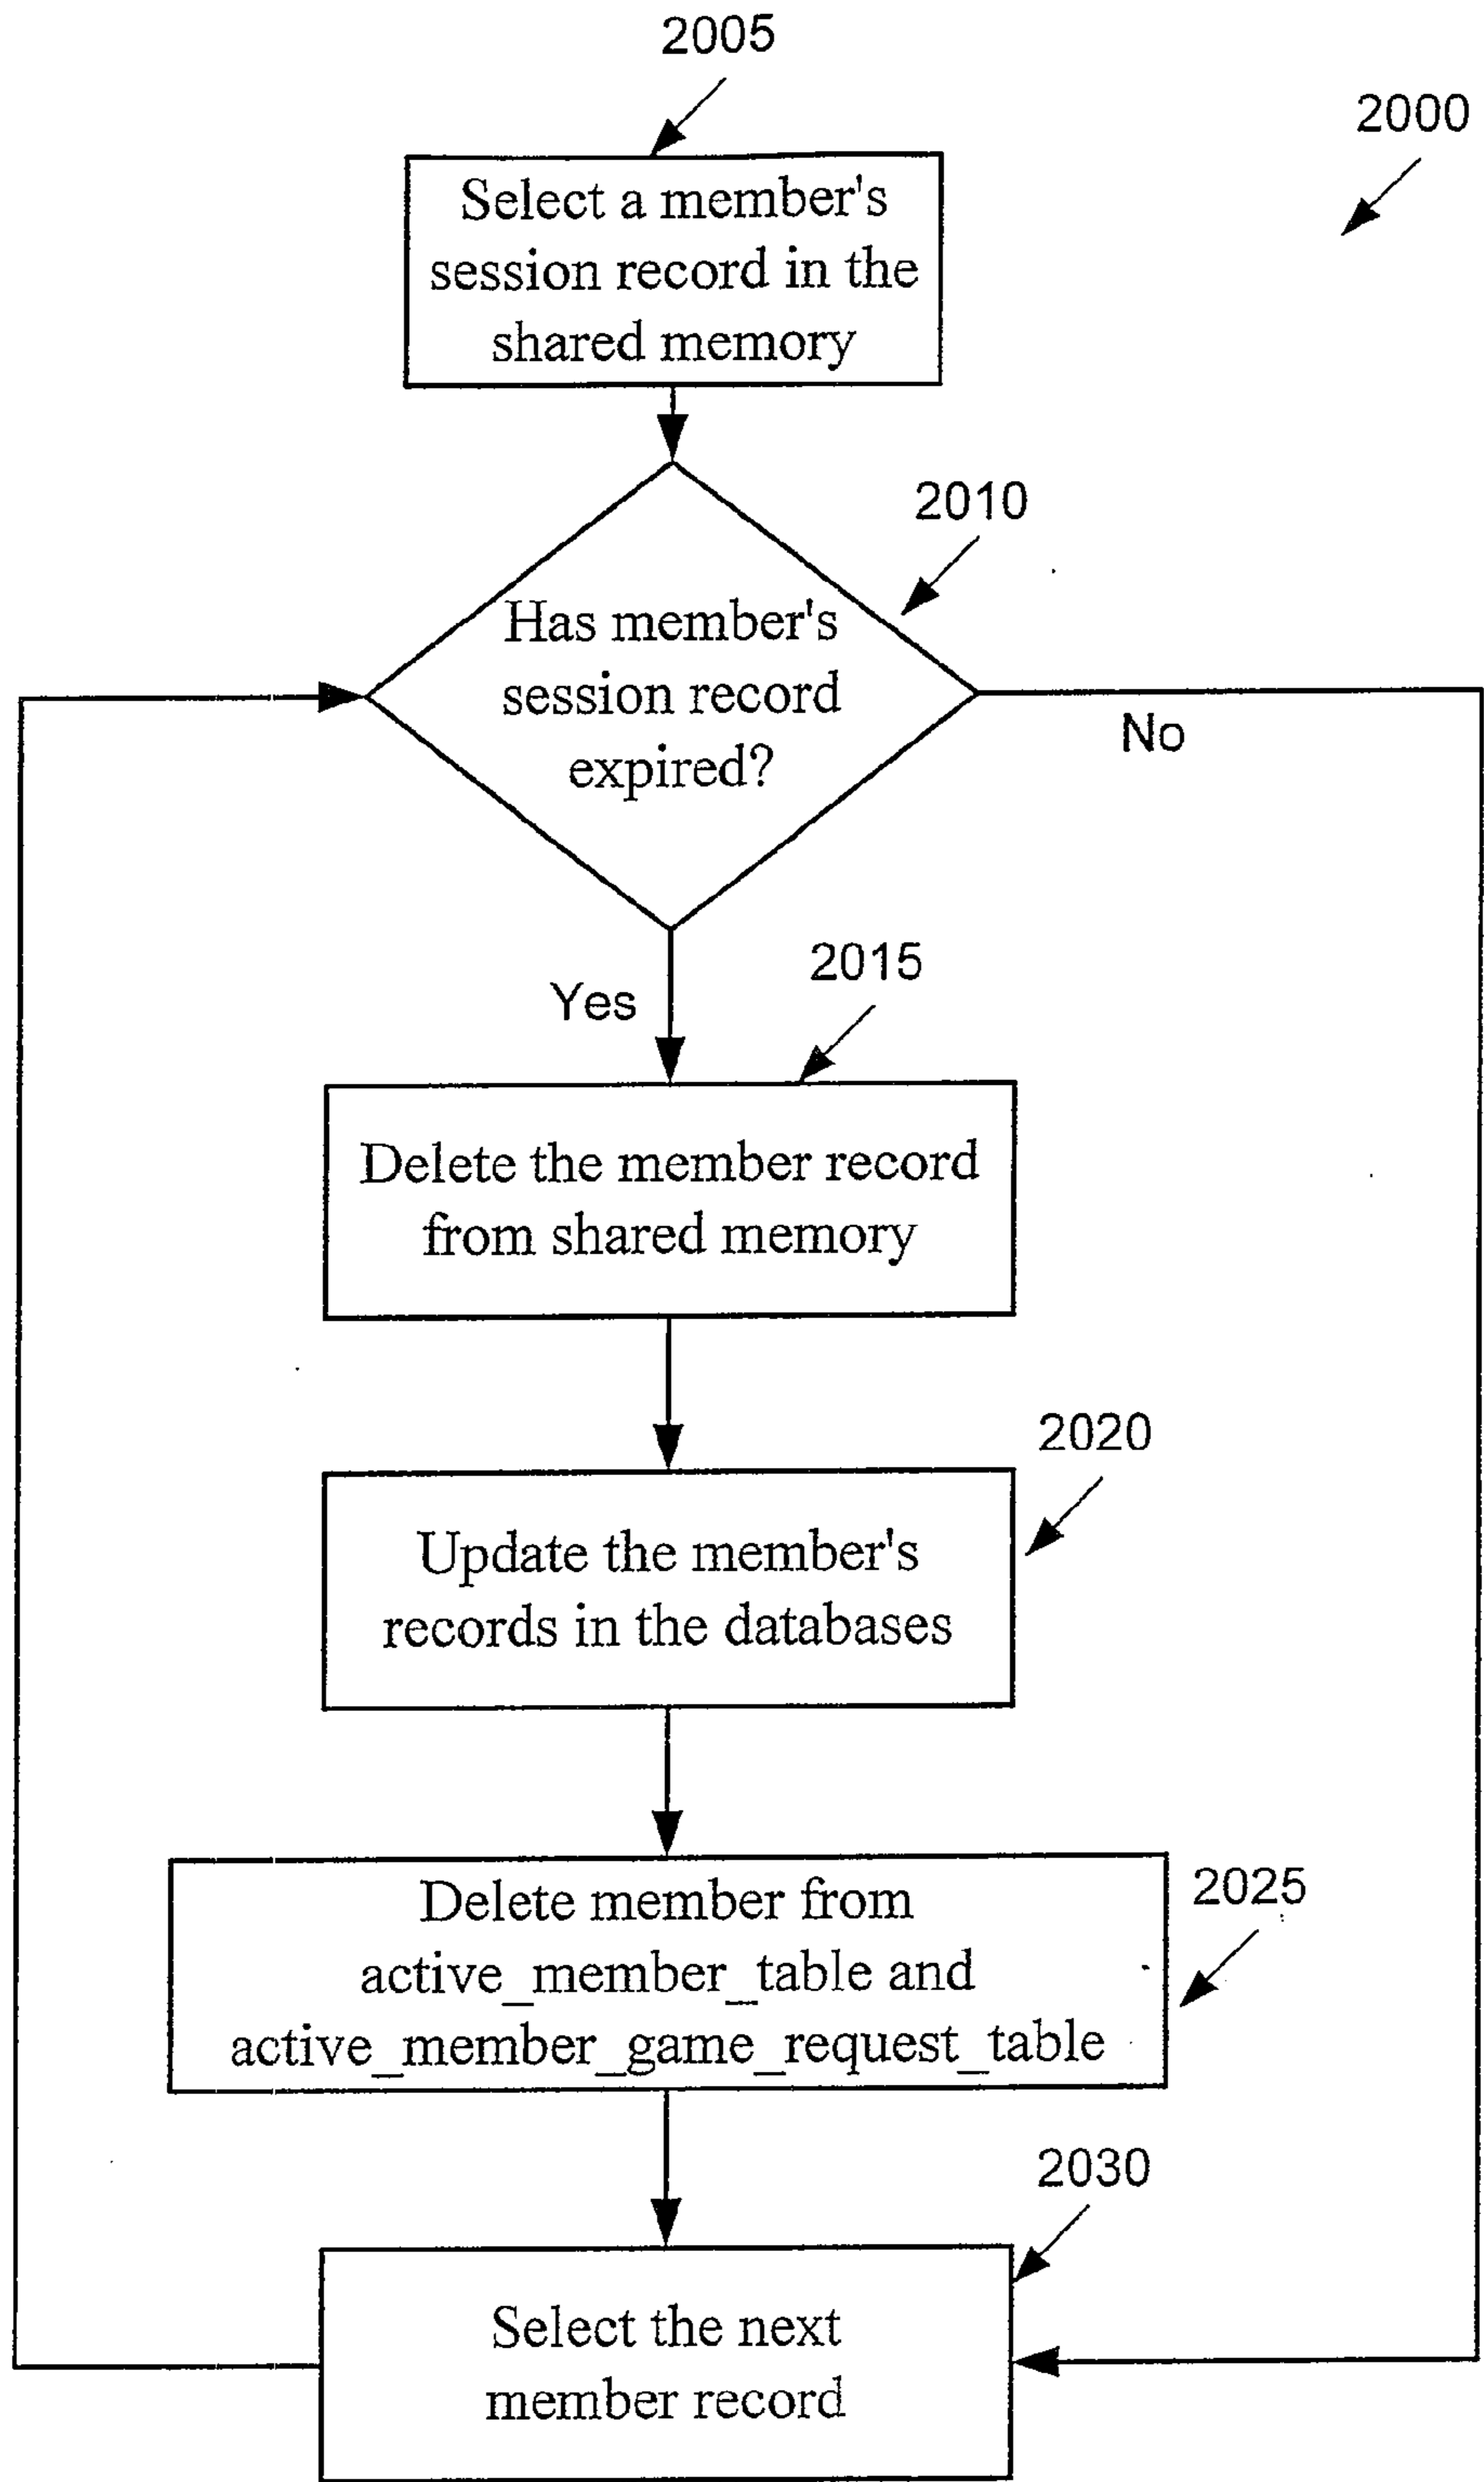 2005
2000
Select a member's
session record in the
shared memory
2010
Has member's
session record
expired?
No
2015
Yes
Delete the member record
from shared memory
2020
Update the member's
records in the databases
2025
Delete member from
active_member_table and
active_member_game_request_table
2030
Select the next
member record